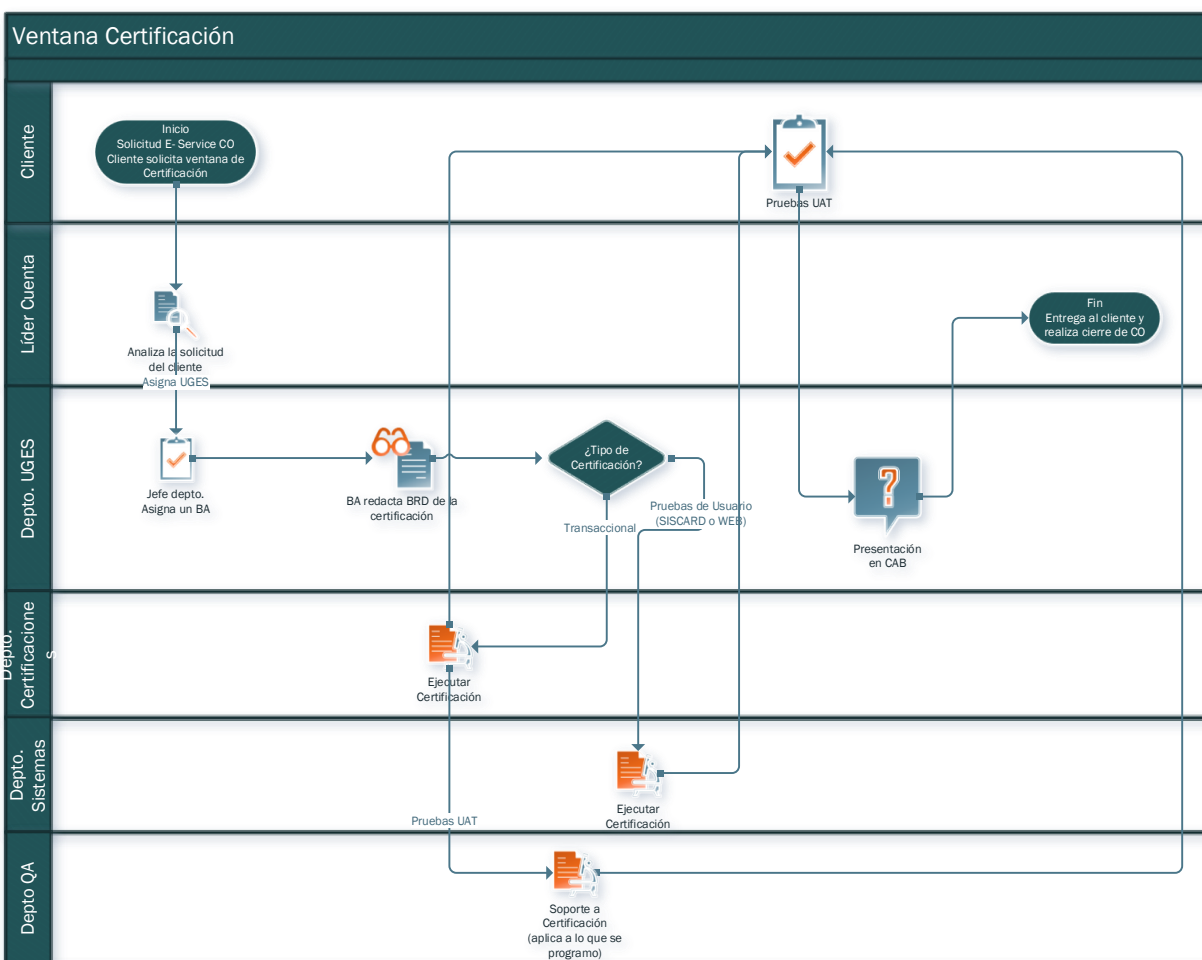 Ventana Certificación
Cliente
Inicio
Solicitud E- Service CO
Cliente solicita ventana de
Certificación
Pruebas UAT
Líder Cuenta
Analiza la solicitud
del cliente
Asigna UGES
Fin
Entrega al cliente y
realiza cierre de CO
Depto. UGES
Jefe depto.
Asigna un BA
BA redacta BRD de la
certificación
¿Tipo de
Certificación?
Transaccional
Pruebas de Usuario
(SISCARD o WEB)
?
Presentación
en CAB
Depto.
Certificacione
s
Ejecutar
Certificación
Depto.
Sistemas
Ejecutar
Certificación
Pruebas UAT
Depto QA
Soporte a
Certificación
(aplica a lo que se
programo)